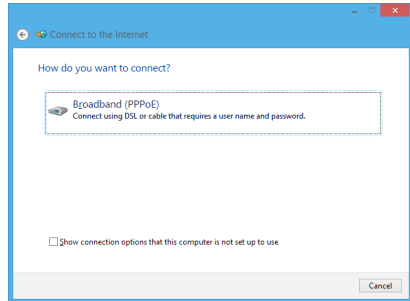 Connect to the Internet
How do you want to connect?
Broadband (PPPoE)
Connect using DSL or cable that requires a user name and password.
Show connection options that this computer is not set up to use
Cancel